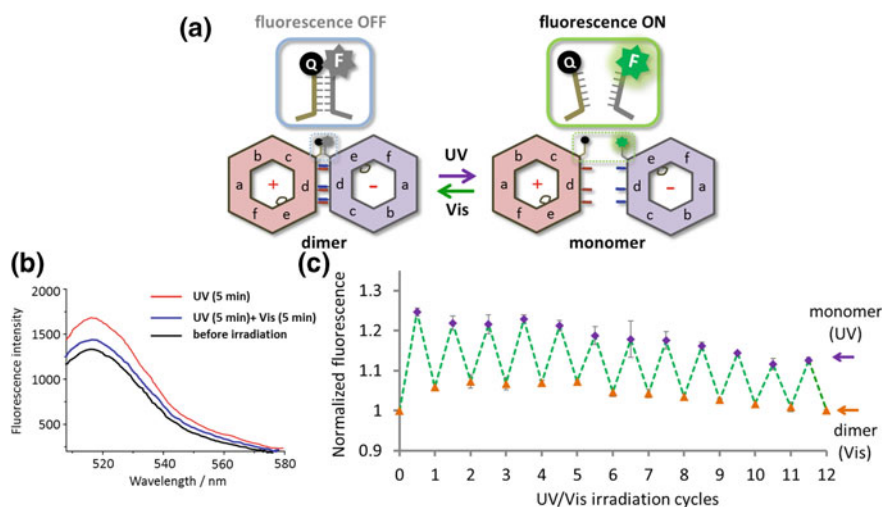 (a)
fluorescence OFF
fluorescence ON
Q F
Q F
b c e f
a + d d - a
f e c b
UV
Vis
b c e f
a + d d - a
f e c b
dimer
monomer
(b)
Fluorescence intensity
2000
1500
1000
500
520 540 560 580
Wavelength / nm
UV (5 min)
UV (5 min)+ Vis (5 min)
before irradiation
(c)
Normalized fluorescence
1.3
1.2
1.1
1
0.9
0 1 2 3 4 5 6 7 8 9 10 11 12
UV/Vis irradiation cycles
monomer
(UV)
dimer
(Vis)